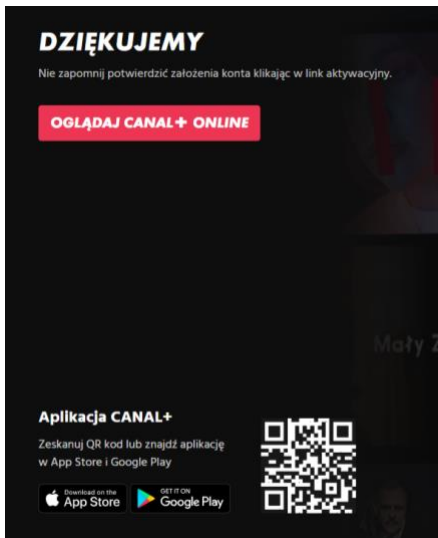 DZIĘKUJEMY
Nie zapomnij potwierdzić założenia konta klikając w link aktywacyjny.
OGLĄDAJ CANAL+ ONLINE
Mały Z
Aplikacja CANAL+
Zeskanuj QR kod lub znajdź aplikację
w App Store i Google Play
Download on the
App Store
GET IT ON
Google Play